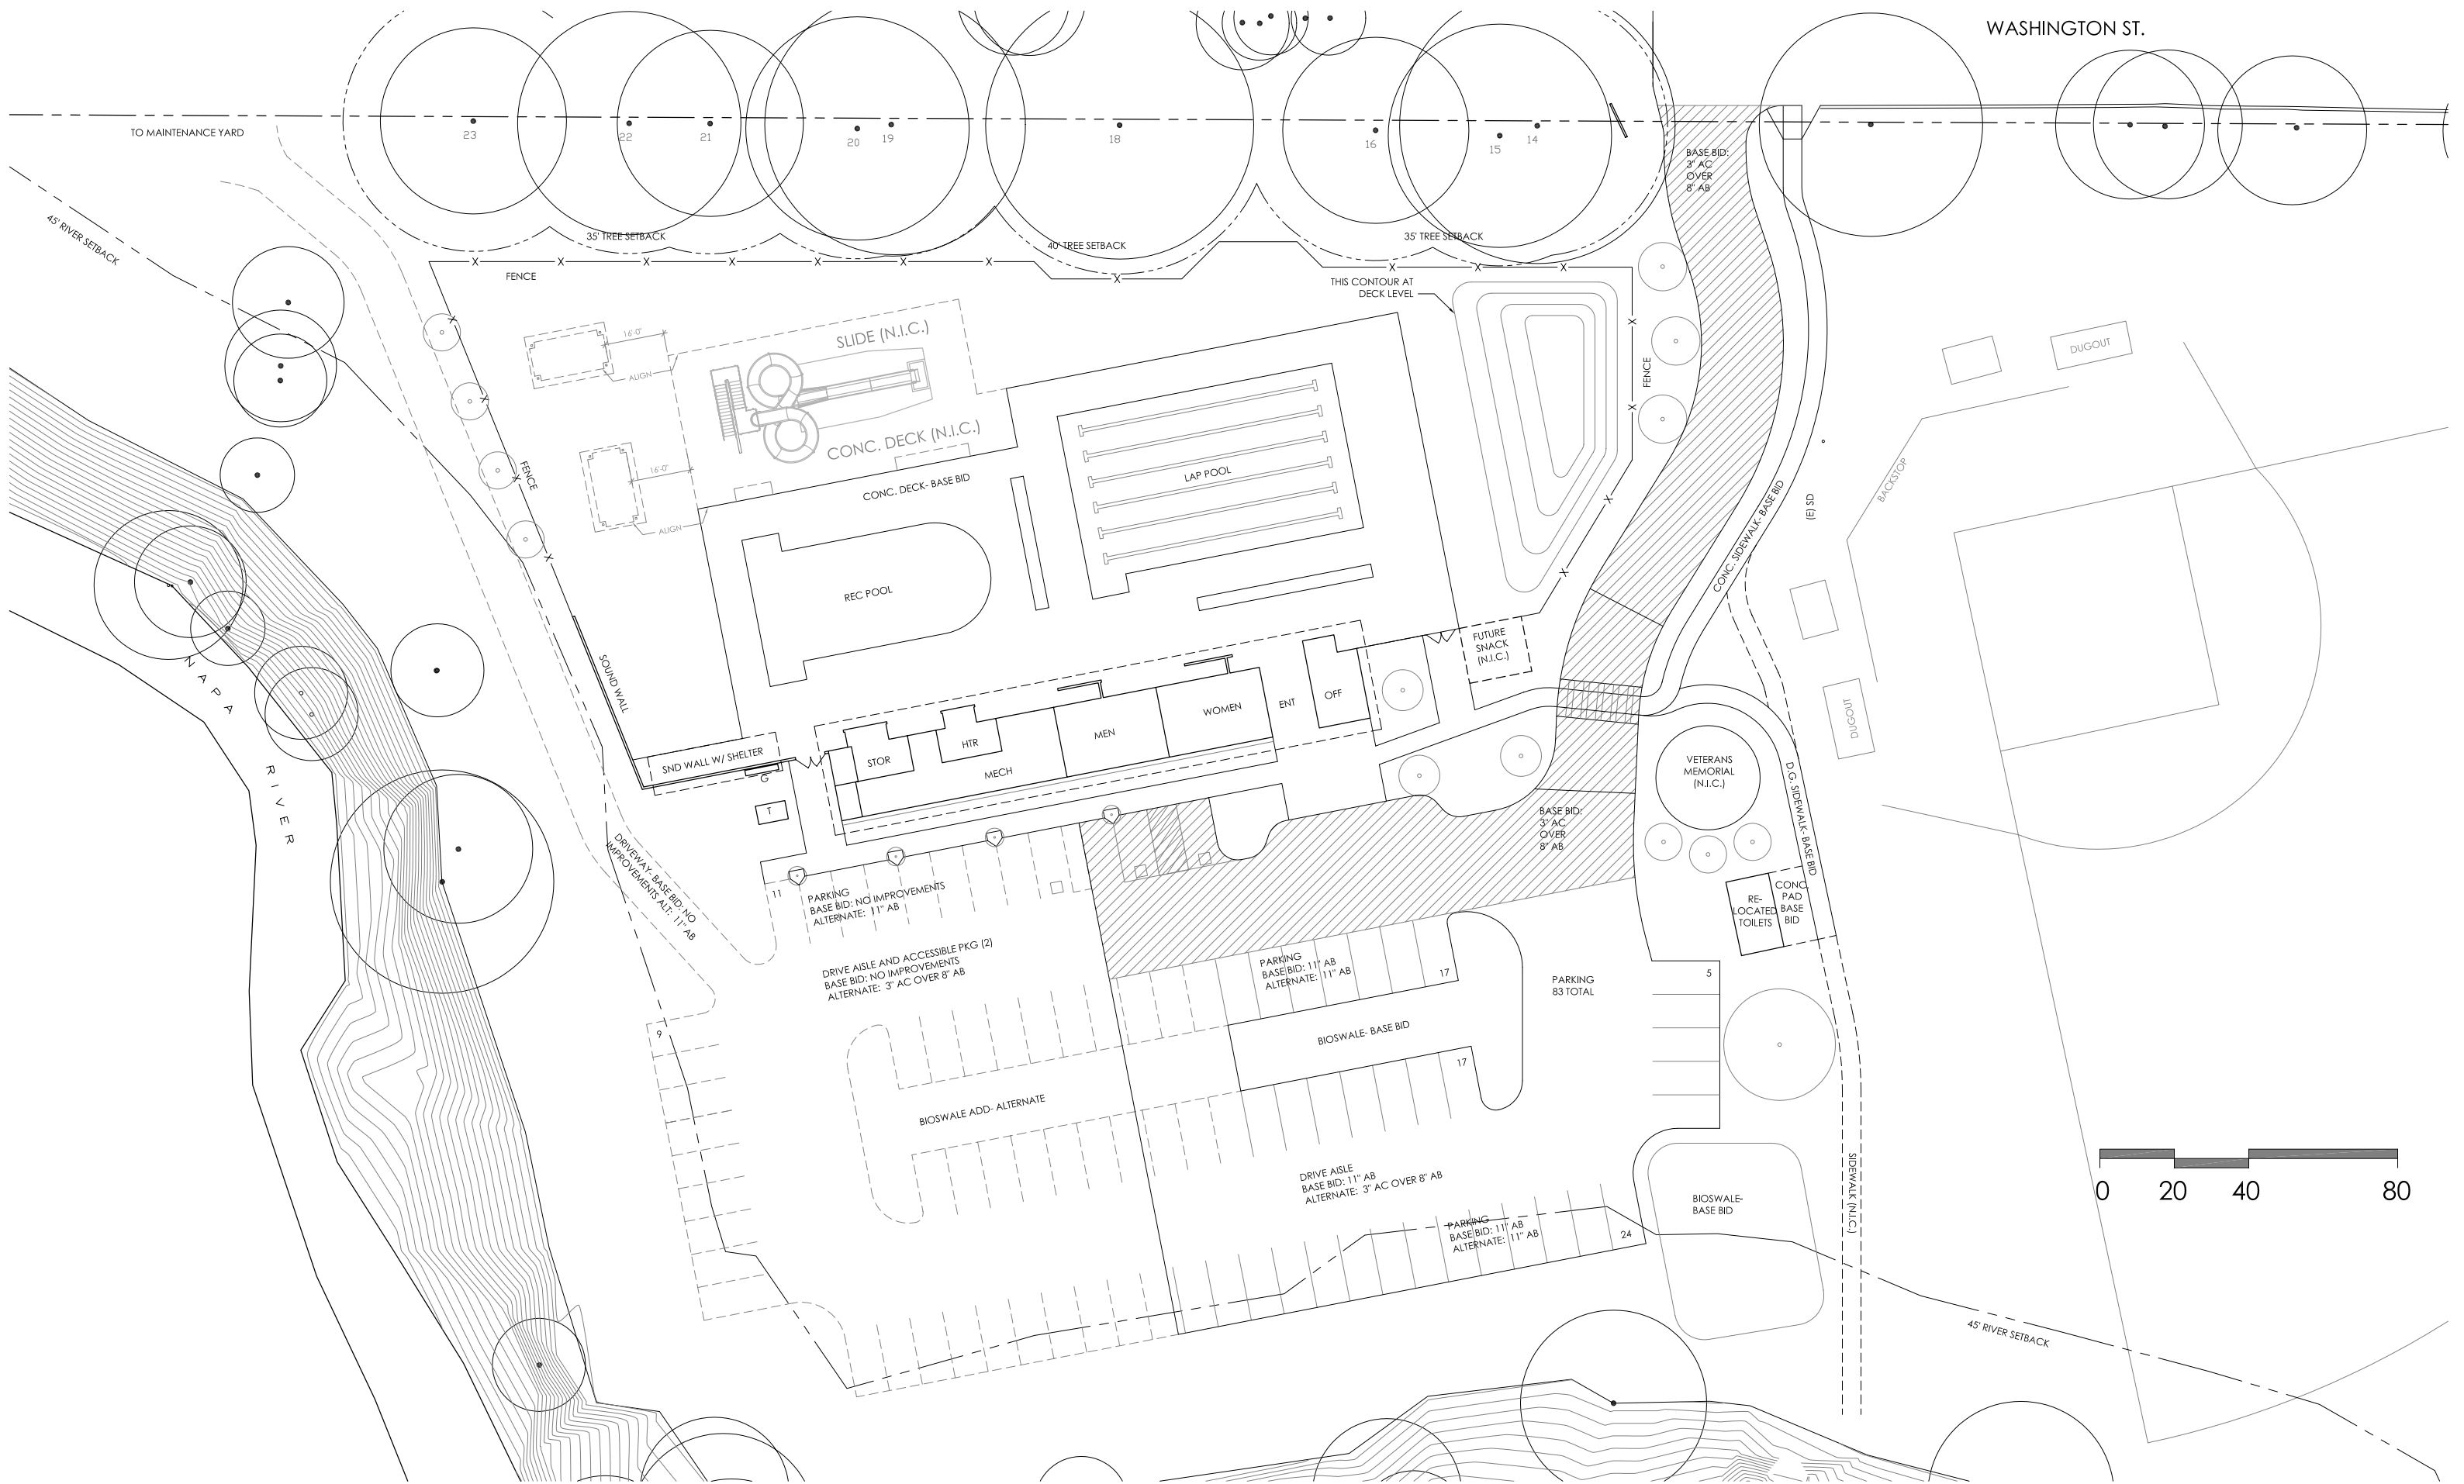 WASHINGTON ST.
TO MAINTENANCE YARD
23
22
21
20
19
18
16
15
14
BASE BID:
3" AC
OVER
8" AB
45' RIVER SETBACK
35' TREE SETBACK
40' TREE SETBACK
35' TREE SETBACK
FENCE
THIS CONTOUR AT
DECK LEVEL
SLIDE (N.I.C.)
16'-0"
ALIGN
FENCE
DUGOUT
CONC. DECK (N.I.C.)
16'-0"
ALIGN
FENCE
CONC. DECK- BASE BID
LAP POOL
BACKSTOP
(E) SD
CONC. SIDEWALK- BASE BID
REC POOL
NAPA RIVER
SOUND WALL
FUTURE
SNACK
(N.I.C.)
OFF
ENT
WOMEN
MEN
HTR
STOR
MECH
SND WALL W/ SHELTER
G
T
DUGOUT
VETERANS
MEMORIAL
(N.I.C.)
D.G. SIDEWALK- BASE BID
BASE BID:
3" AC
OVER
8" AB
DRIVEWAY- BASE BID: NO
IMPROVEMENTS ALT: 11" AB
11
PARKING
BASE BID: NO IMPROVEMENTS
ALTERNATE: 11" AB
RE-
LOCATED
TOILETS
CONC.
PAD
BASE
BID
DRIVE AISLE AND ACCESSIBLE PKG (2)
BASE BID: NO IMPROVEMENTS
ALTERNATE: 3" AC OVER 8" AB
PARKING
BASE BID: 11" AB
ALTERNATE: 11" AB
17
PARKING
83 TOTAL
5
9
BIOSWALE- BASE BID
17
BIOSWALE ADD- ALTERNATE
DRIVE AISLE
BASE BID: 11" AB
ALTERNATE: 3" AC OVER 8" AB
PARKING
BASE BID: 11" AB
ALTERNATE: 11" AB
24
BIOSWALE-
BASE BID
SIDEWALK (N.I.C.)
0 20 40 80
45' RIVER SETBACK